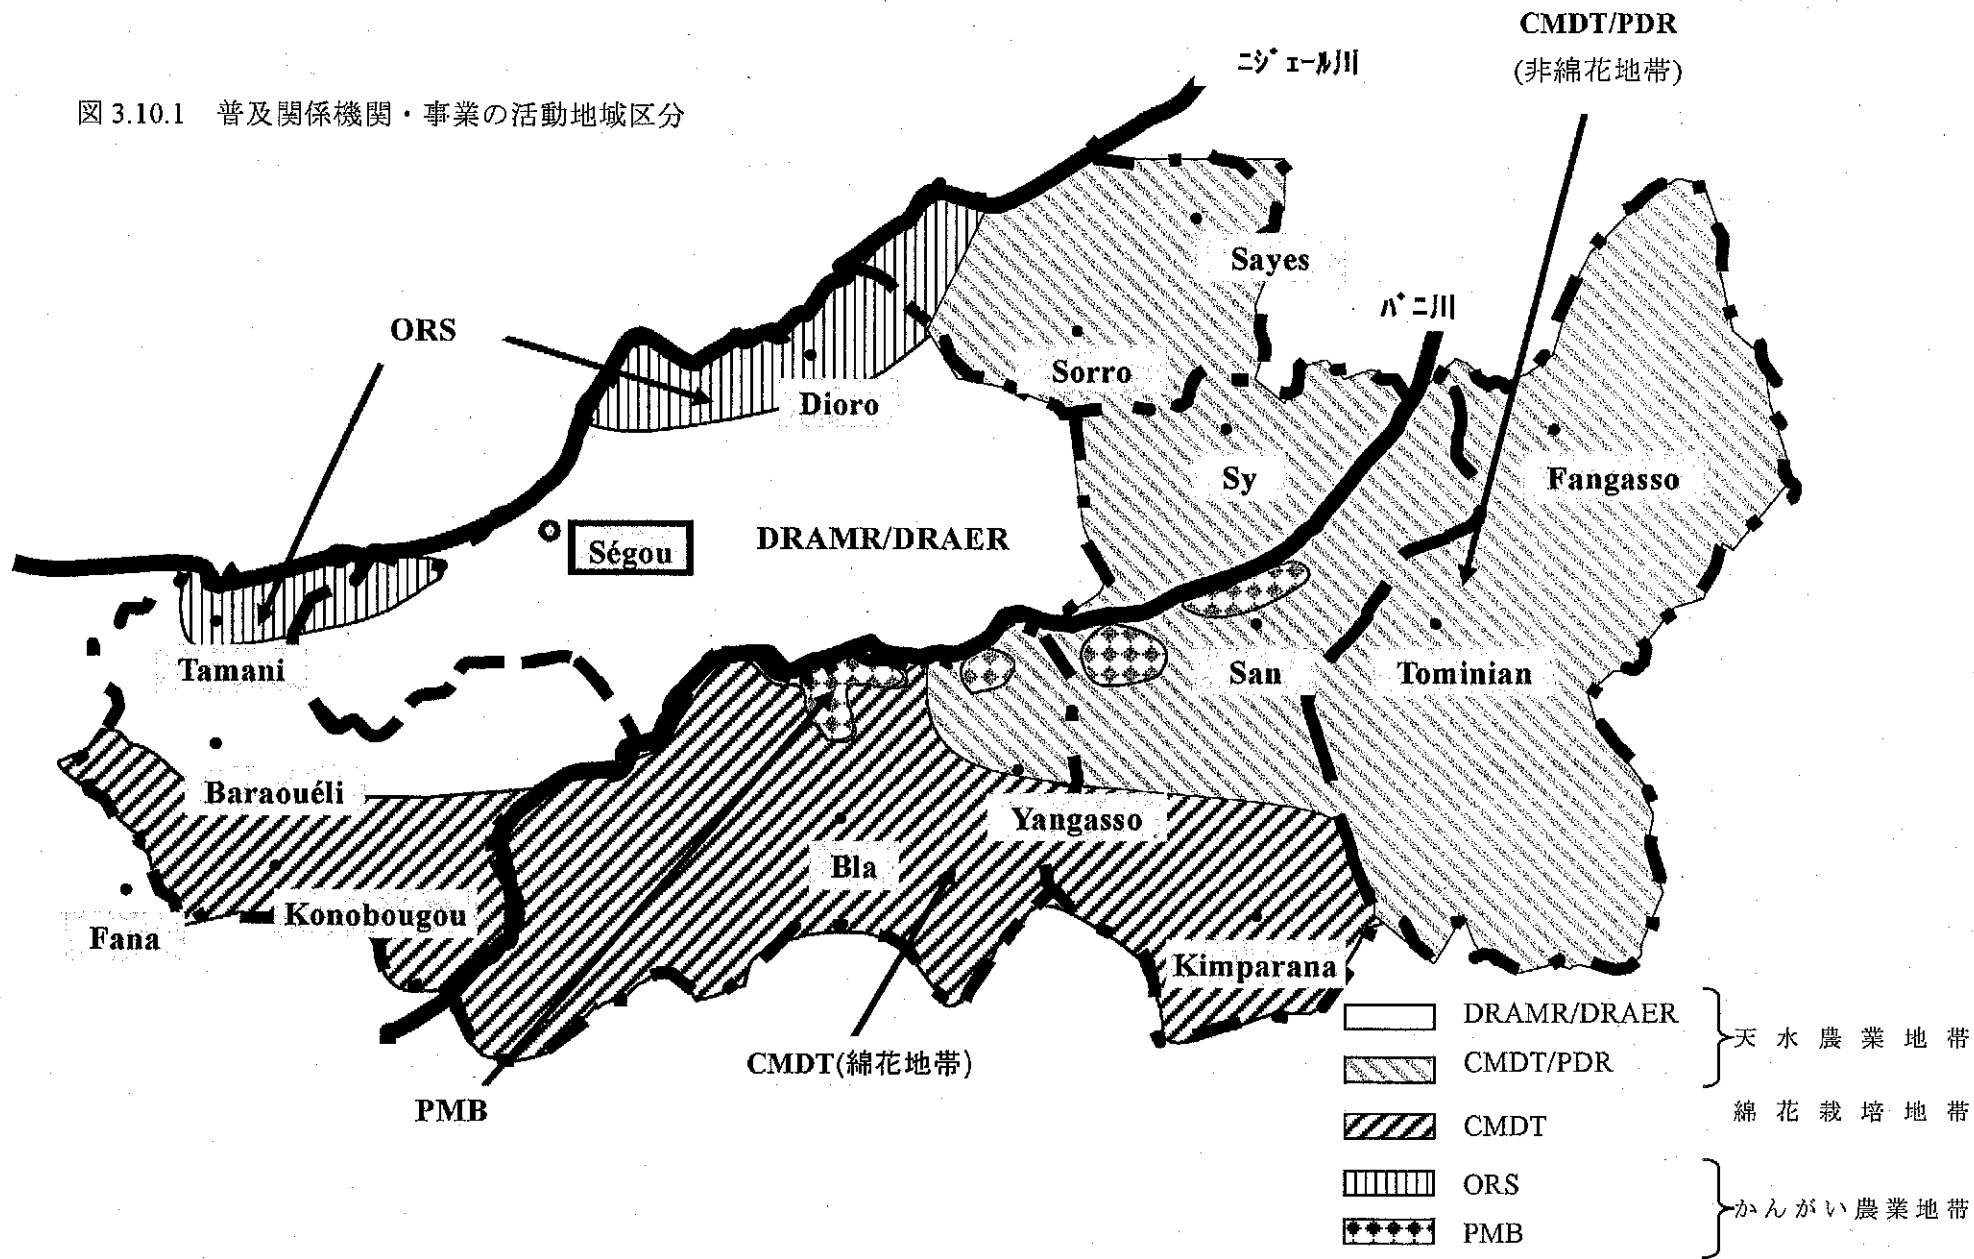 CMDT/PDR
(非綿花地帯)
ニジェール川
図 3.10.1 普及関係機関・事業の活動地域区分
Sayes
バニ川
ORS
Sorro
Dioro
Sy
Fangasso
DRAMR/DRAER
Ségou
Tamani
San
Tominian
Baraouéli
Yangasso
Bla
Konobougou
Fana
Kimparana
CMDT(綿花地帯)
PMB
DRAMR/DRAER
天水農業地帯
CMDT/PDR
CMDT
綿花栽培地帯
ORS
かんがい農業地帯
PMB